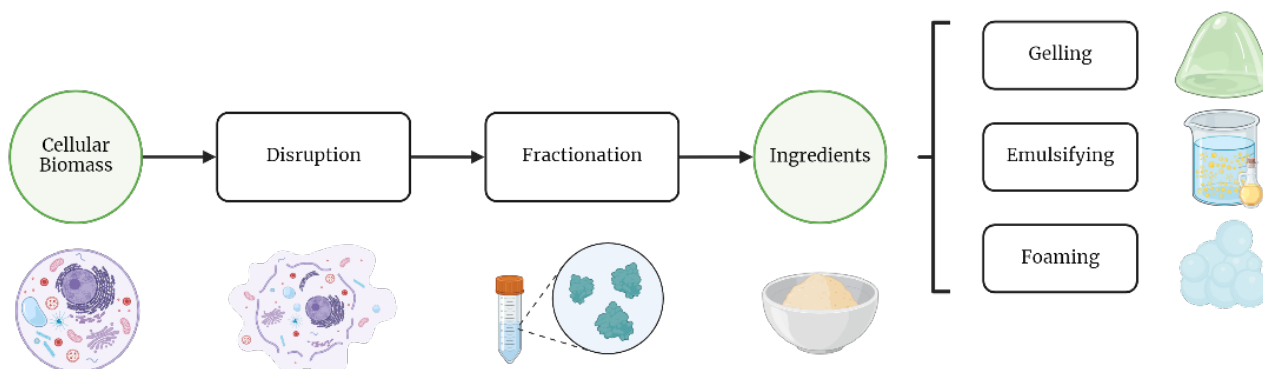 Cellular
Biomass
Disruption
Fractionation
Ingredients
Gelling
Emulsifying
Foaming